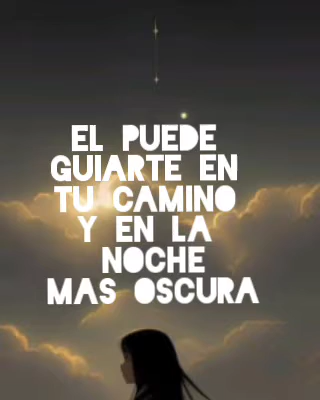 EL PUEDE
GUIARTE EN
TU CAMINO
Y EN LA
NOCHE
MAS OSCURA